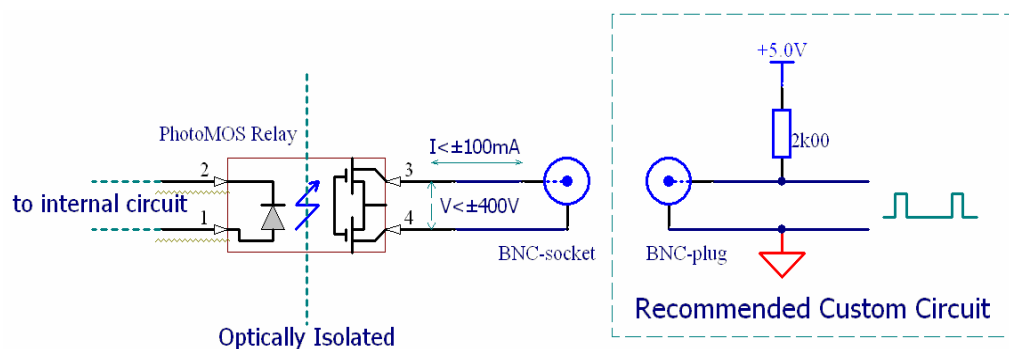 +5.0V
2k00
PhotoMOS Relay
I<±100mA
2
3
to internal circuit
V<±400V
1
4
BNC-socket
BNC-plug
Recommended Custom Circuit
Optically Isolated